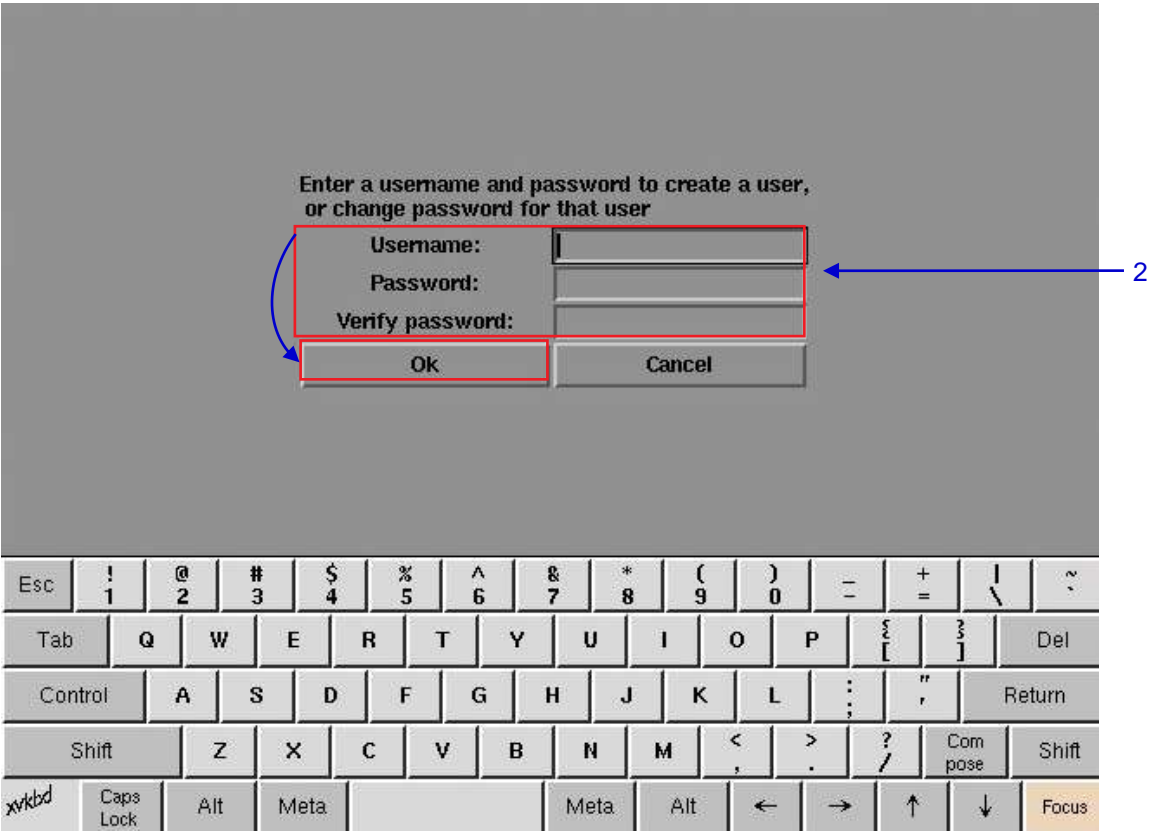 Enter a username and password to create a user,
or change password for that user
Username:
2
Password:
Verify password:
Ok Cancel
Esc ! 1 @ 2 # 3 $ 4 % 5 ^ 6 & 7 * 8 ( 9 ) 0 _ - + = | \ ~ `
Tab Q W E R T Y U I O P { [ } ] Del
Control A S D F G H J K L : ; " ' Return
Shift Z X C V B N M < , > . ? / Com pose Shift
xvkbd Caps Lock Alt Meta Meta Alt ← → ↑ ↓ Focus